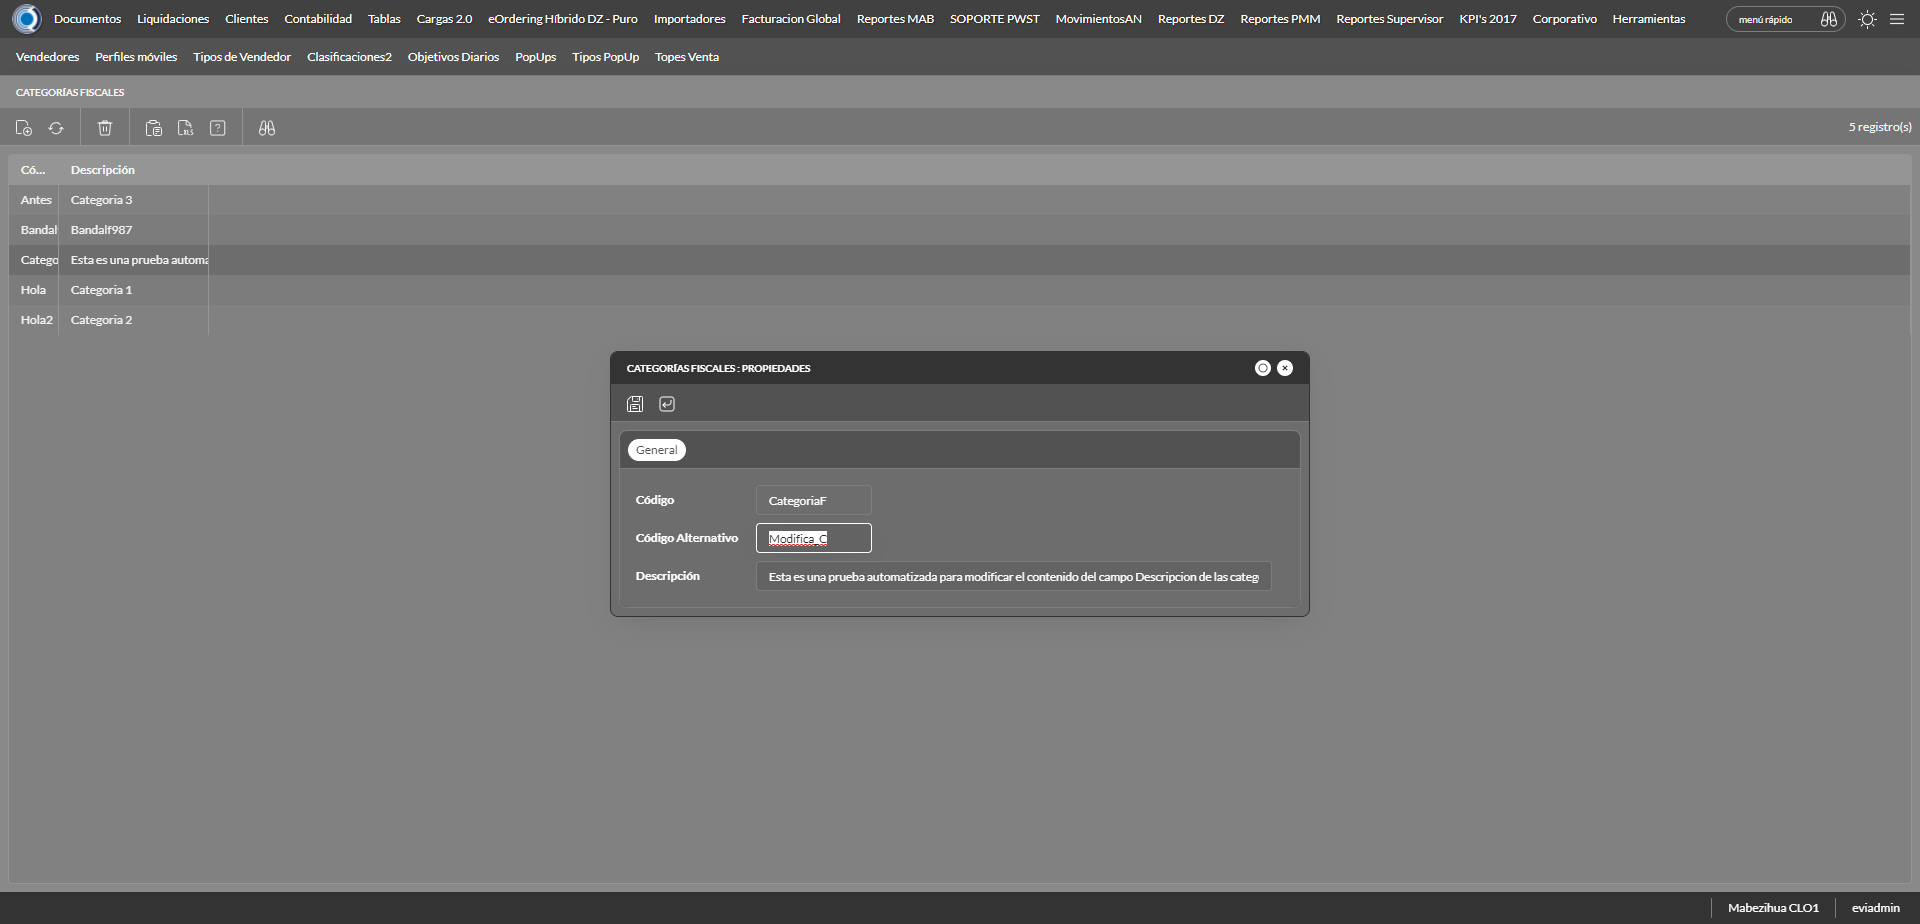 Documentos Liquidaciones Clientes Contabilidad Tablas Cargas 2.0 eOrdering Híbrido DZ - Puro Importadores Facturacion Global Reportes MAB SOPORTE PWST MovimientosAN Reportes DZ Reportes PMM Reportes Supervisor KPI's 2017 Corporativo Herramientas menú rápido
Vendedores Perfiles móviles Tipos de Vendedor Clasificaciones2 Objetivos Diarios PopUps Tipos PopUp Topes Venta
CATEGORÍAS FISCALES
XLS ? 5 registro(s)
Có... Descripción
Antes Categoria 3
Bandal Bandalf987
Catego Esta es una prueba automa
Hola Categoria 1
Hola2 Categoria 2
CATEGORÍAS FISCALES : PROPIEDADES
General
Código CategoriaF
Código Alternativo Modifica_C
Descripción Esta es una prueba automatizada para modificar el contenido del campo Descripcion de las categ
Mabezihua CLO1 eviadmin